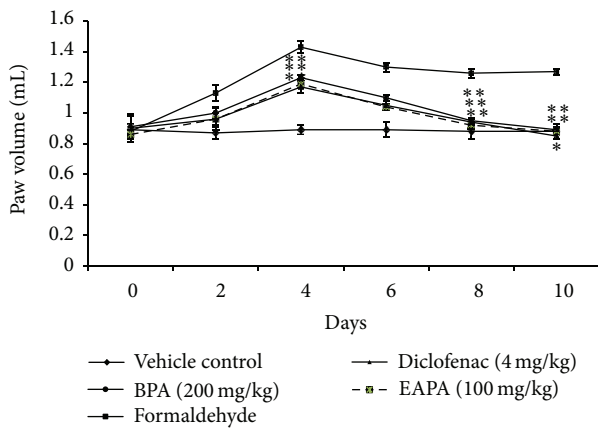 1.6
1.4
1.2
1
0.8
0.6
0.4
0.2
0
Paw volume (mL)
***
***
**
**
***
***
**
**
*
0 2 4 6 8 10
Days
Vehicle control
BPA (200 mg/kg)
Formaldehyde
Diclofenac (4 mg/kg)
EAPA (100 mg/kg)